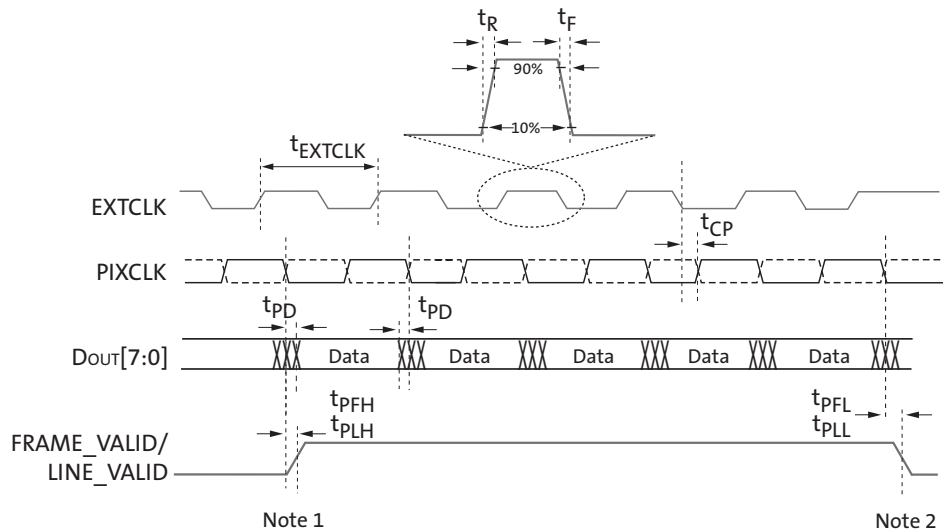 tR tF
90%
10%
tEXTCLK
EXTCLK
tCP
PIXCLK
tPD tPD
DOUT[7:0] Data Data Data Data Data
tPFH tPFL
tPLH tPLL
FRAME_VALID/
LINE_VALID
Note 1 Note 2